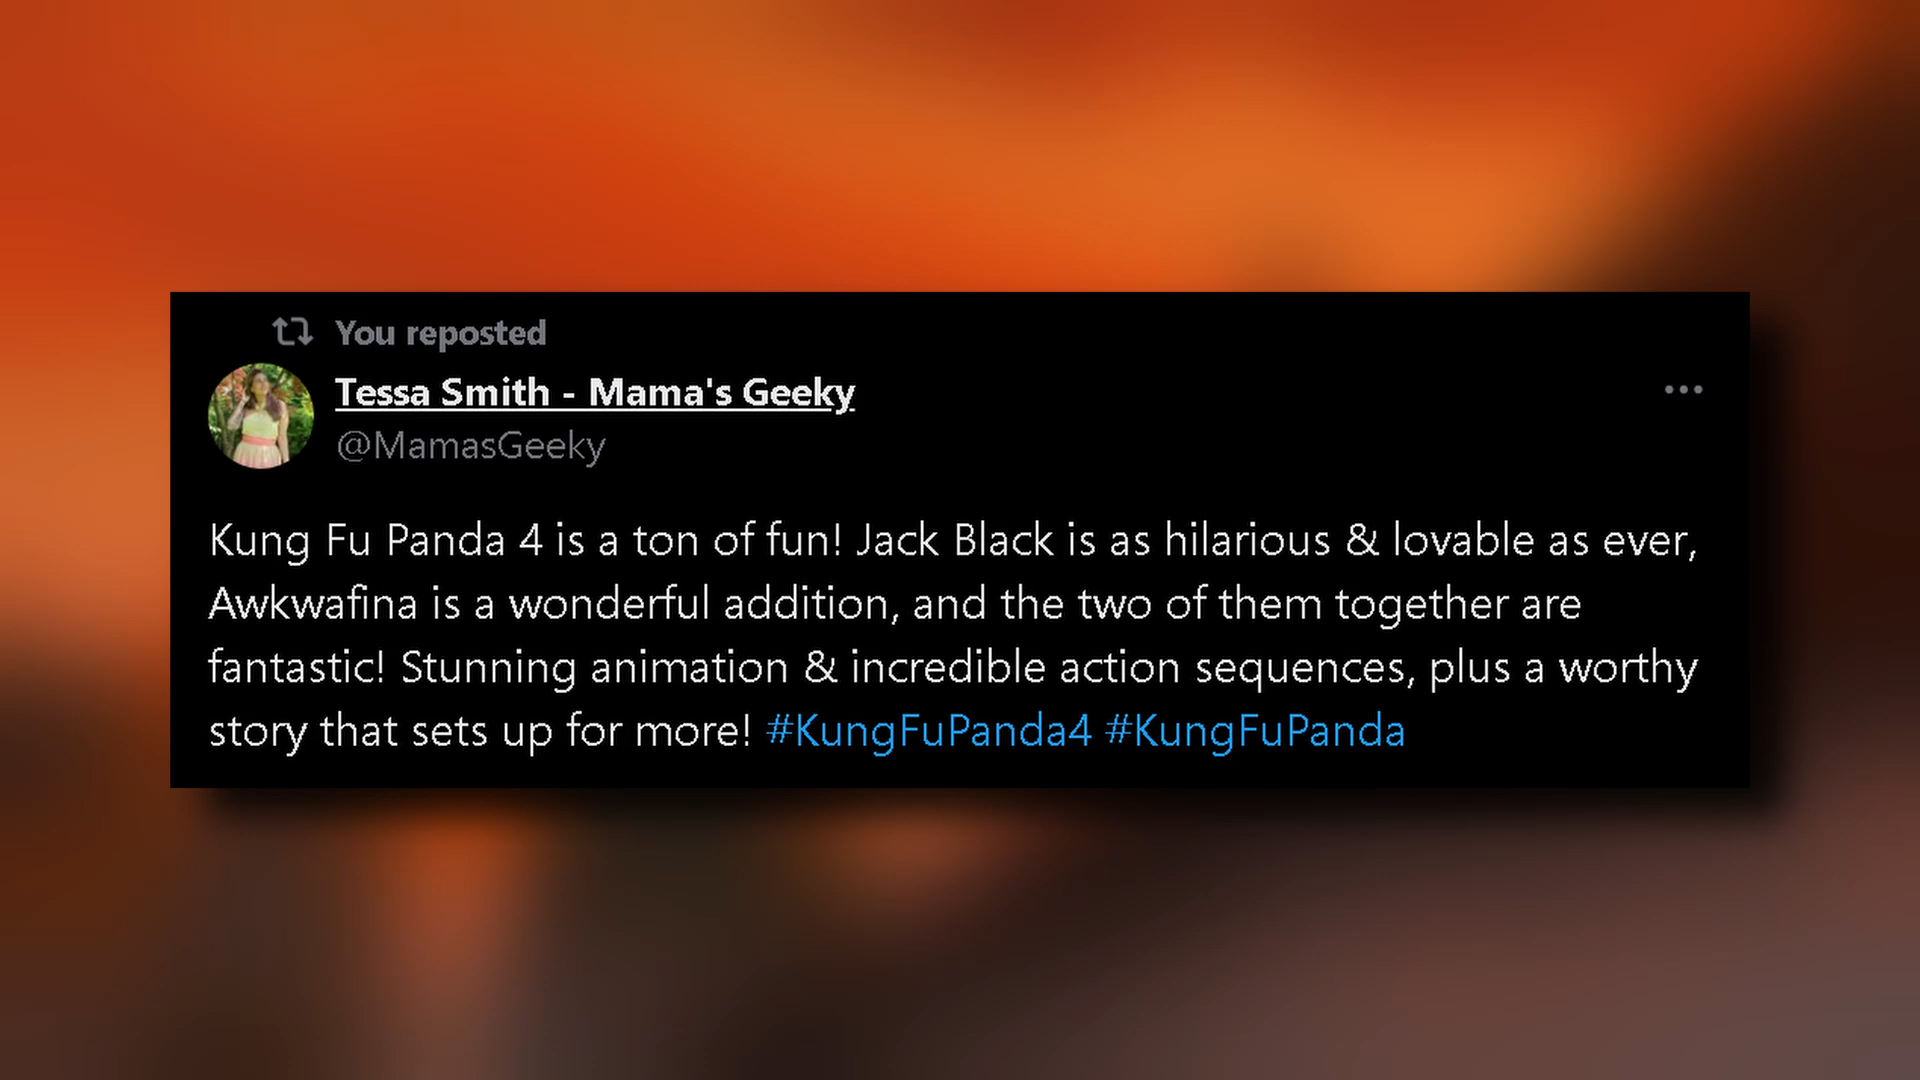 You reposted
Tessa Smith - Mama's Geeky
@MamasGeeky
Kung Fu Panda 4 is a ton of fun! Jack Black is as hilarious & lovable as ever,
Awkwafina is a wonderful addition, and the two of them together are
fantastic! Stunning animation & incredible action sequences, plus a worthy
story that sets up for more! #KungFuPanda4 #KungFuPanda